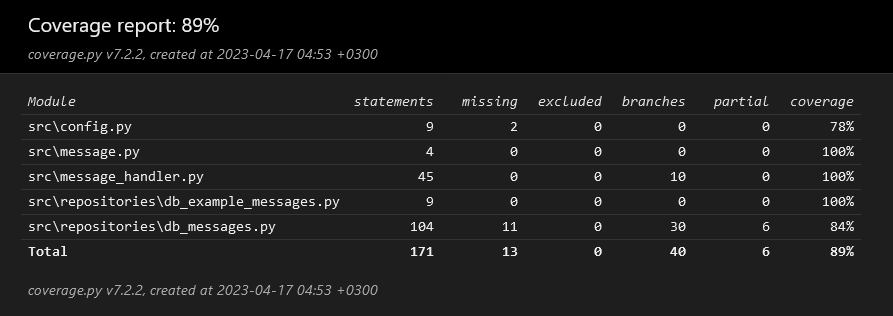 Coverage report: 89%
coverage.py v7.2.2, created at 2023-04-17 04:53 +0300
Module statements missing excluded branches partial coverage
src\config.py 9 2 0 0 0 78%
src\message.py 4 0 0 0 0 100%
src\message_handler.py 45 0 0 10 0 100%
src\repositories\db_example_messages.py 9 0 0 0 0 100%
src\repositories\db_messages.py 104 11 0 30 6 84%
Total 171 13 0 40 6 89%
coverage.py v7.2.2, created at 2023-04-17 04:53 +0300